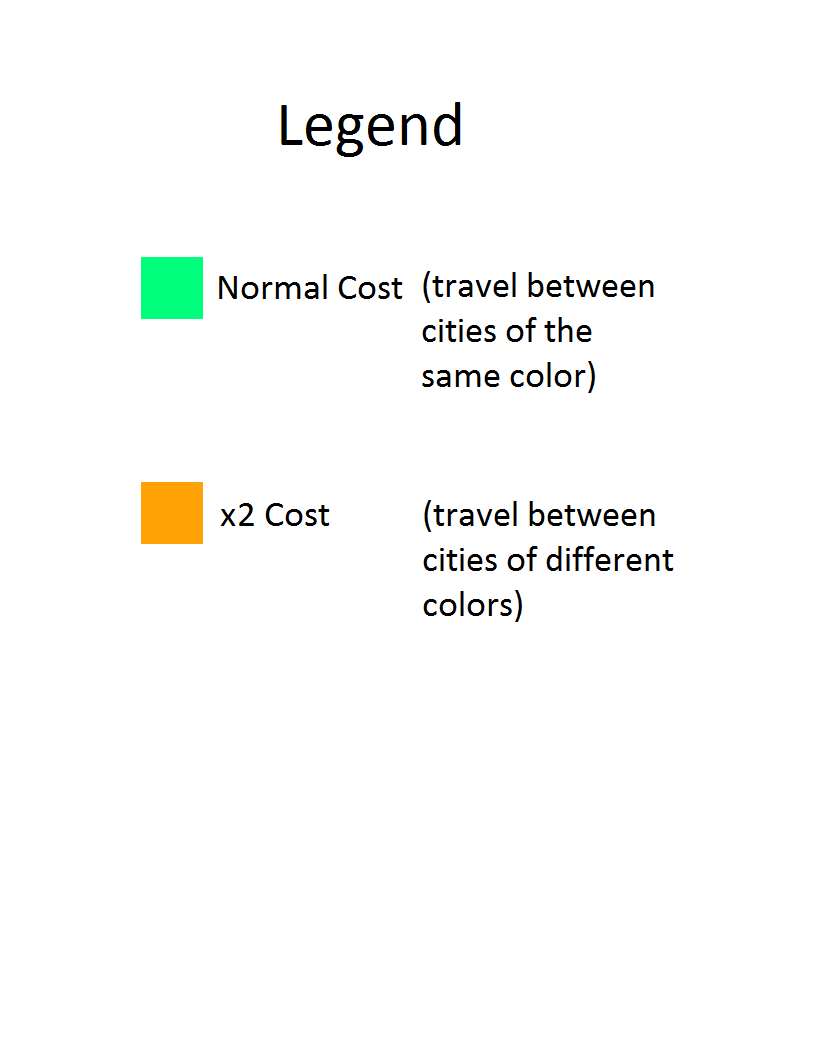 Legend
Normal Cost (travel between
cities of the
same color)
x2 Cost (travel between
cities of different
colors)